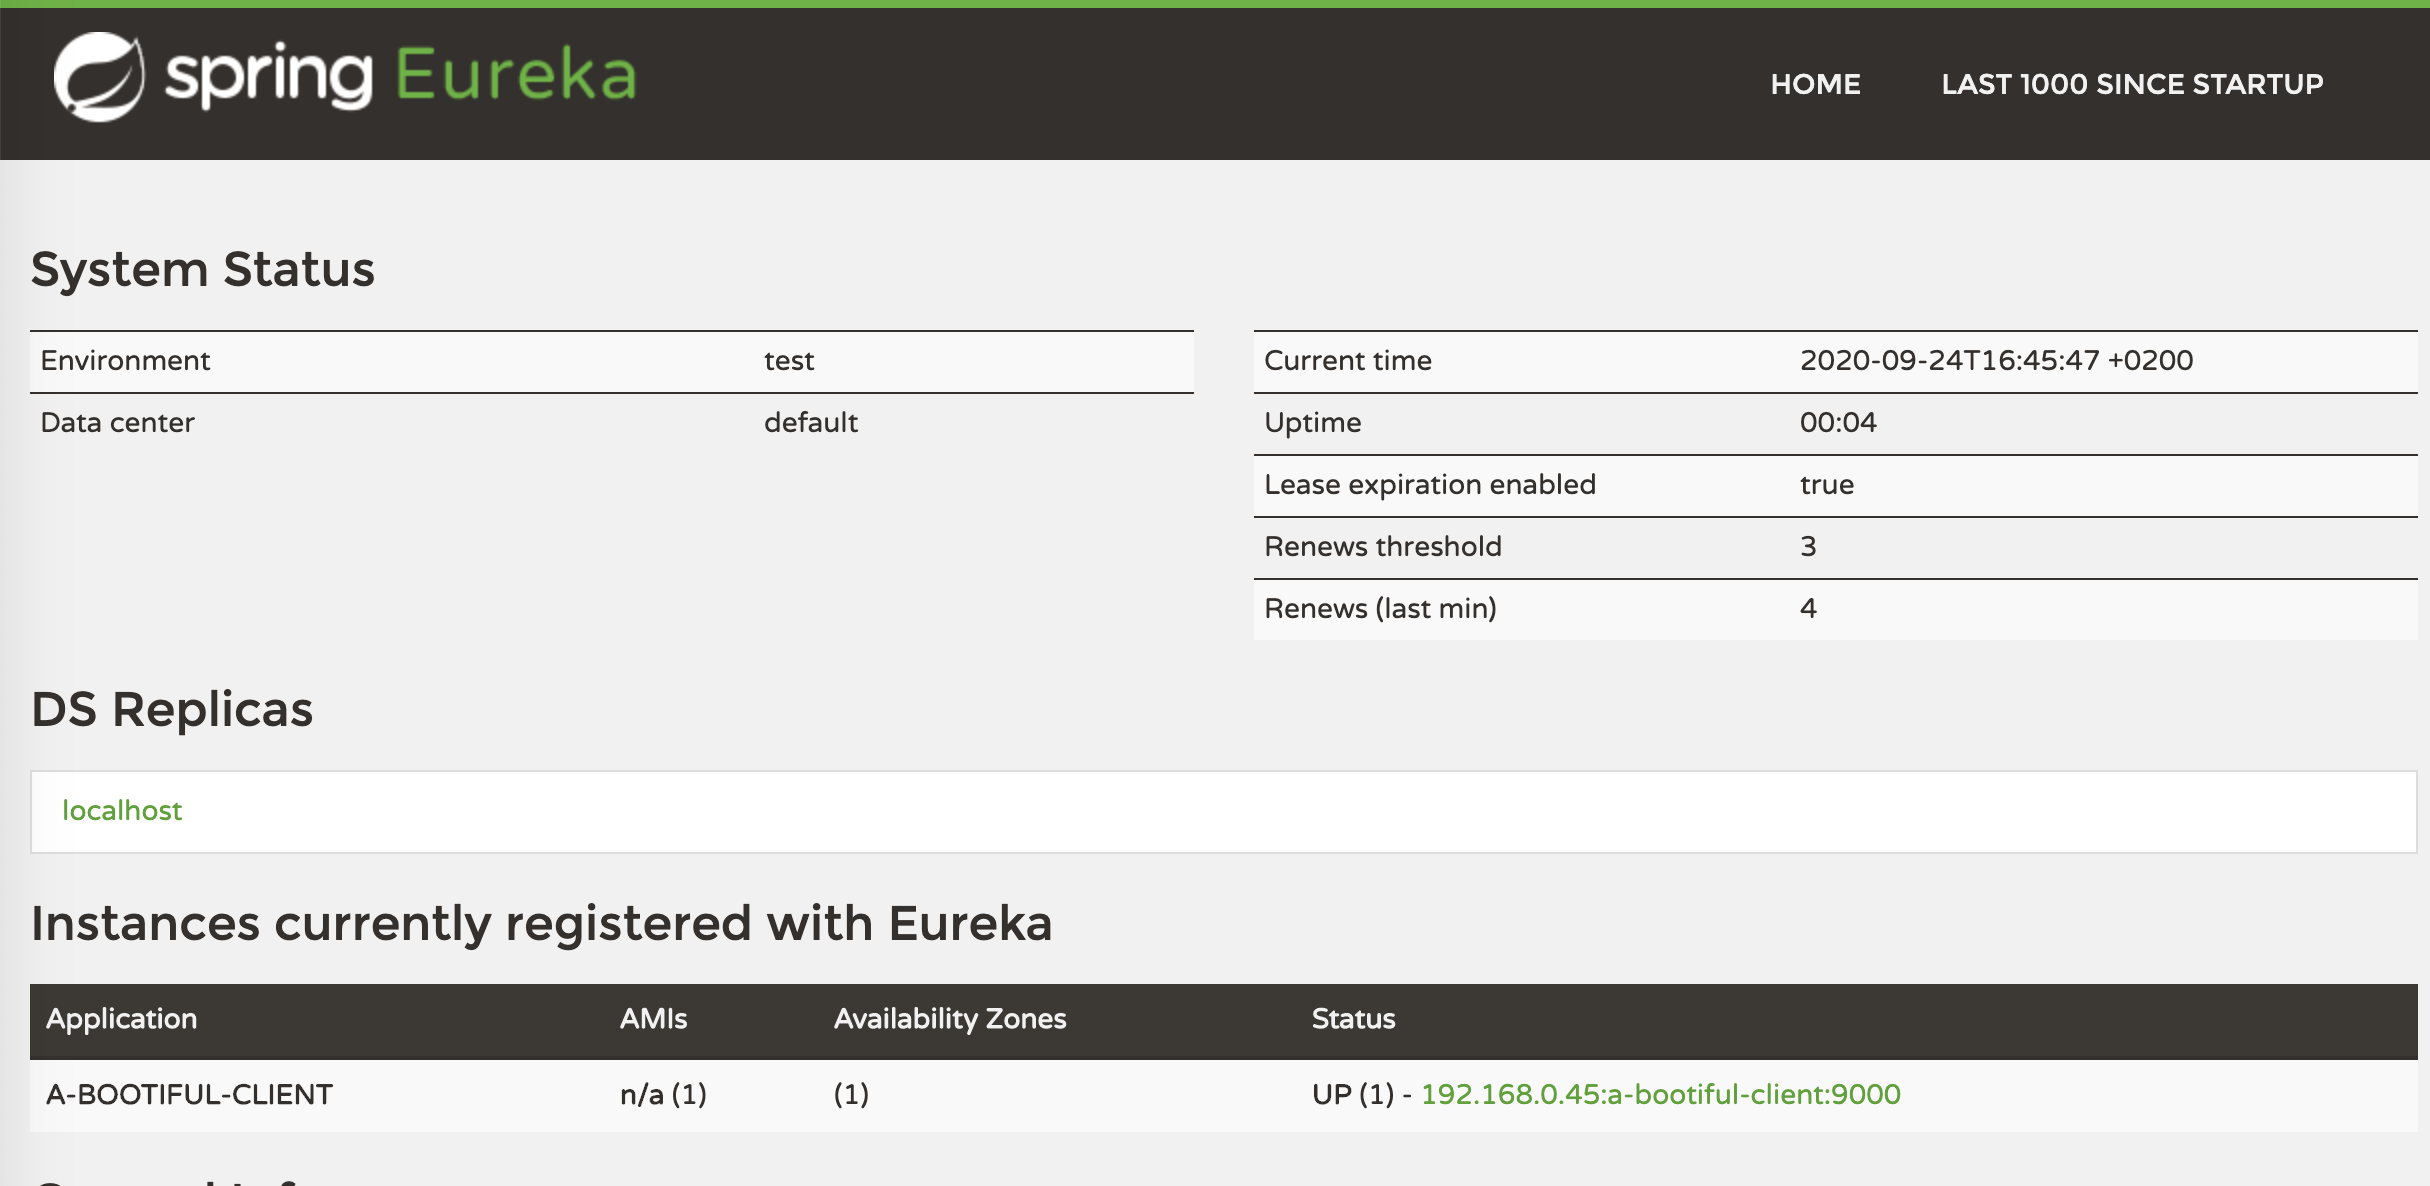 spring Eureka
HOME LAST 1000 SINCE STARTUP
System Status
Environment test
Data center default
Current time 2020-09-24T16:45:47 +0200
Uptime 00:04
Lease expiration enabled true
Renews threshold 3
Renews (last min) 4
DS Replicas
localhost
Instances currently registered with Eureka
Application AMIs Availability Zones Status
A-BOOTIFUL-CLIENT n/a (1) (1) UP (1) - 192.168.0.45:a-bootiful-client:9000